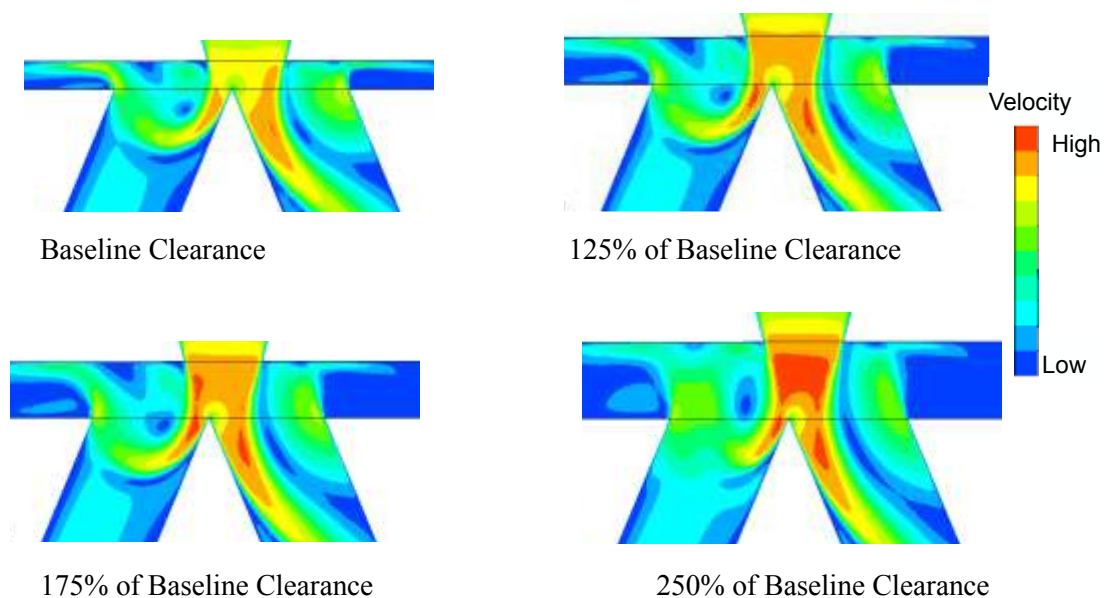 Velocity
High
Low
Baseline Clearance
125% of Baseline Clearance
175% of Baseline Clearance
250% of Baseline Clearance